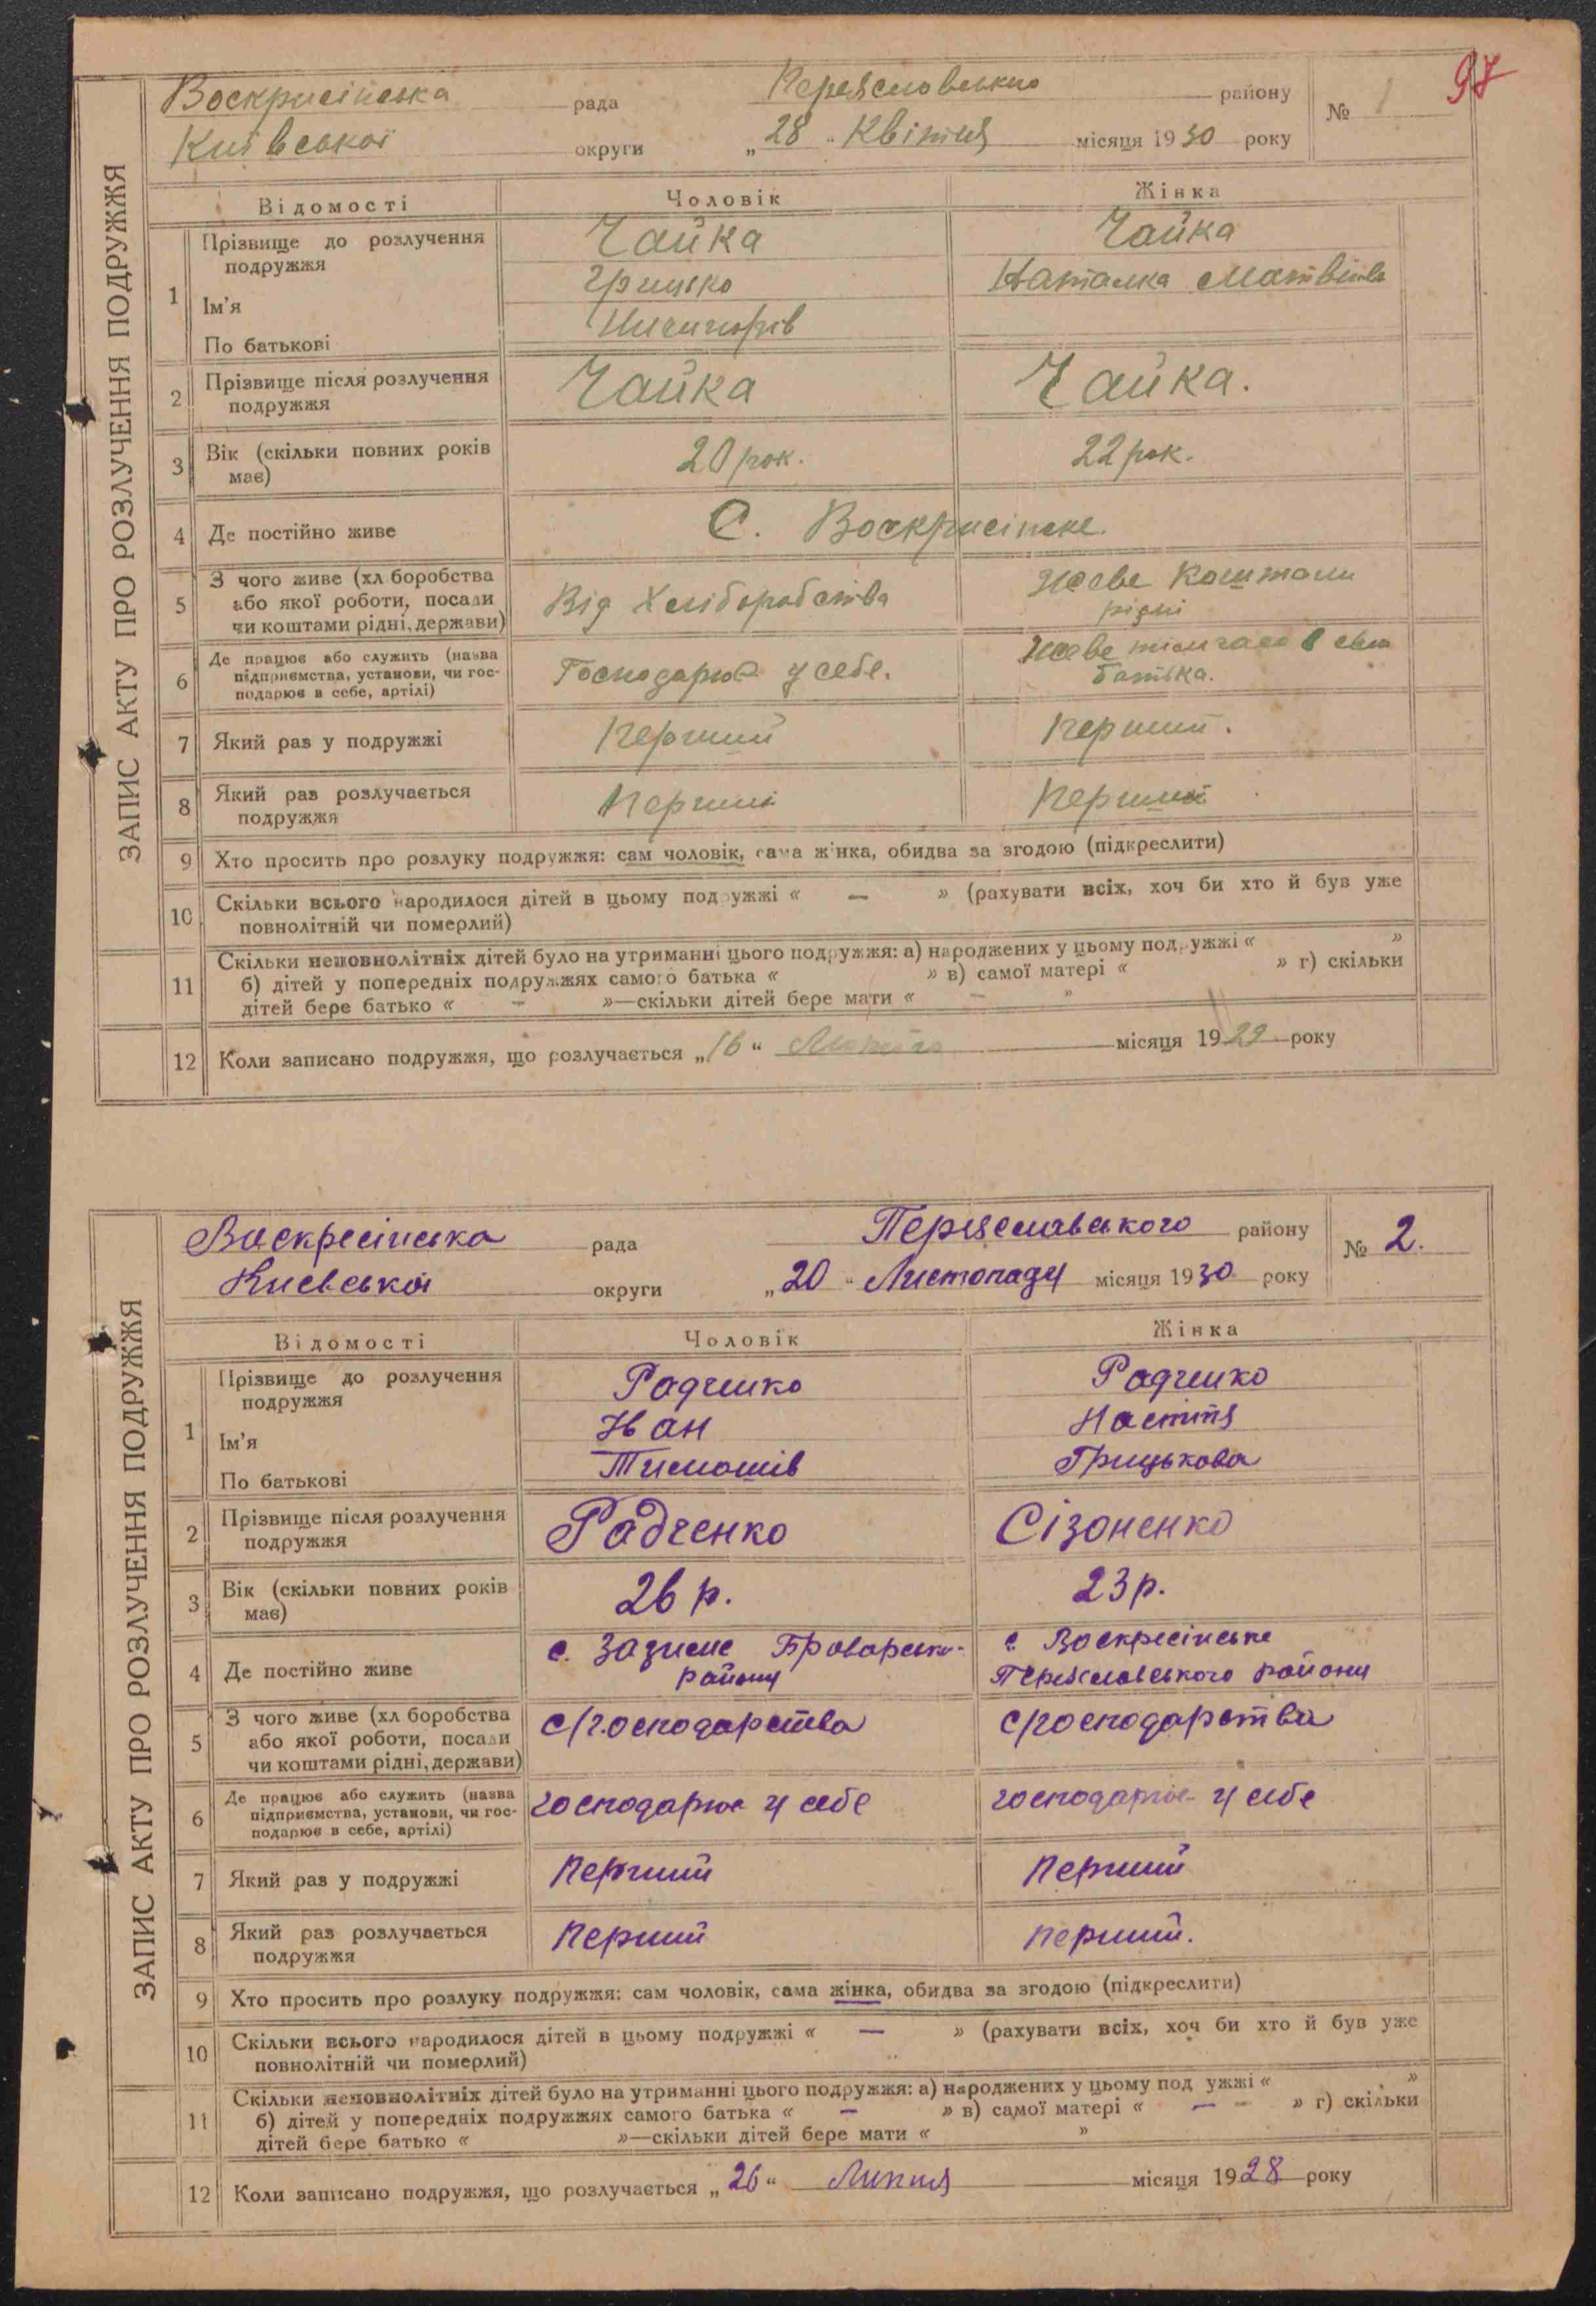 97
Воскрисінська рада Переяславського району № 1
Київської округи „28“ Квітня місяця 1930 року
ЗАПИС АКТУ ПРО РОЗЛУЧЕННЯ ПОДРУЖЖЯ
Відомості Чоловік Жінка
1 Прізвище до розлучення подружжя Чайка Чайка
Ім’я Грицько Наталка Матвіївна
По батькові Ничипорів
2 Прізвище після розлучення подружжя Чайка Чайка.
3 Вік (скільки повних років має) 20 рок. 22 рок.
4 Де постійно живе С. Воскрисінске.
5 З чого живе (хл боробства або якої роботи, посади чи коштами рідні, держави) Від Хліборобства Живе Коштами рідні
6 Де працює або служить (назва підприємства, установи, чи господарює в себе, артілі) Господарює у себе. Живе батька.
7 Який раз у подружжі Перший Перший.
8 Який раз розлучається подружжя Перший Перший
9 Хто просить про розлуку подружжя: сам чоловік, сама жінка, обидва за згодою (підкреслити)
10 Скільки всього народилося дітей в цьому подружжі « — » (рахувати всіх, хоч би хто й був уже
повнолітній чи померлий)
11 Скільки неповнолітніх дітей було на утриманні цього подружжя: а) народжених у цьому подружжі « »
б) дітей у попередніх подружжях самого батька « » в) самої матері « » г) скільки
дітей бере батько « – »—скільки дітей бере мати « – »
12 Коли записано подружжя, що розлучається „16“ місяця 1929 року
Воскресінська рада Переяславського району № 2.
Киевської округи „20“ Листопаду місяця 1930 року
ЗАПИС АКТУ ПРО РОЗЛУЧЕННЯ ПОДРУЖЖЯ
Відомості Чоловік Жінка
1 Прізвище до розлучення подружжя Радченко Радченко
Ім’я Іван Настя
По батькові Тимошів Грицькова
2 Прізвище після розлучення подружжя Радченко Сізоненко
3 Вік (скільки повних років має) 26 р. 23 р.
4 Де постійно живе с. Зазиме Броварсько- району с. Воскресінське Переяславського району
5 З чого живе (хл боробства або якої роботи, посади чи коштами рідні, держави) с/господарства с/господарства
6 Де працює або служить (назва підприємства, установи, чи господарює в себе, артілі) господарює у себе господарює у себе
7 Який раз у подружжі Перший Перший
8 Який раз розлучається подружжя Перший перший.
9 Хто просить про розлуку подружжя: сам чоловік, сама жінка, обидва за згодою (підкреслити)
10 Скільки всього народилося дітей в цьому подружжі « — » (рахувати всіх, хоч би хто й був уже
повнолітній чи померлий)
11 Скільки неповнолітніх дітей було на утриманні цього подружжя: а) народжених у цьому под ужжі « »
б) дітей у попередніх подружжях самого батька « — » в) самої матері « — » г) скільки
дітей бере батько « »—скільки дітей бере мати « »
12 Коли записано подружжя, що розлучається „26“ Липня місяця 1928 року